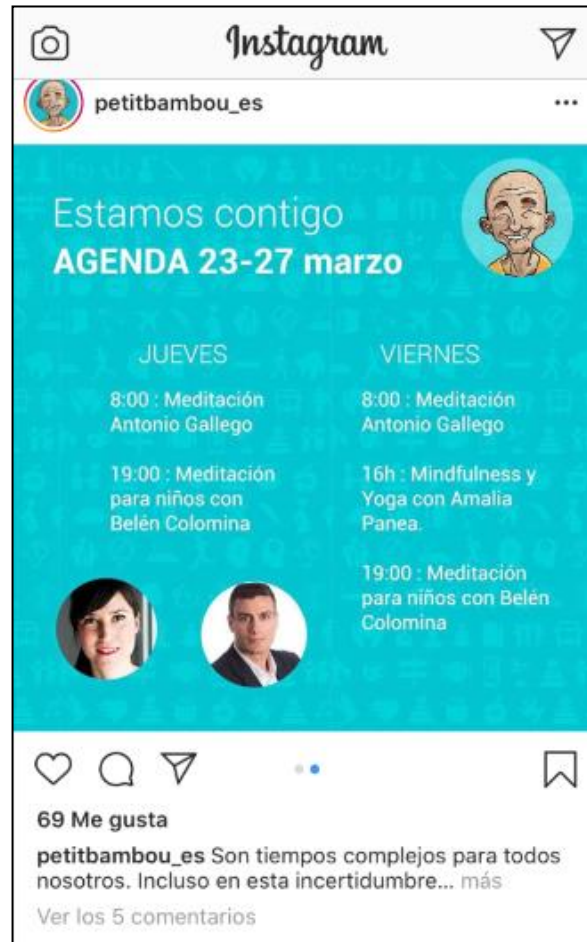 Instagram
petitbambou_es
Estamos contigo
AGENDA 23-27 marzo
JUEVES
8:00 : Meditación
Antonio Gallego
19:00 : Meditación
para niños con
Belén Colomina
VIERNES
8:00 : Meditación
Antonio Gallego
16h : Mindfulness y
Yoga con Amalia
Panea.
19:00 : Meditación
para niños con Belén
Colomina
69 Me gusta
petitbambou_es Son tiempos complejos para todos
nosotros. Incluso en esta incertidumbre... más
Ver los 5 comentarios